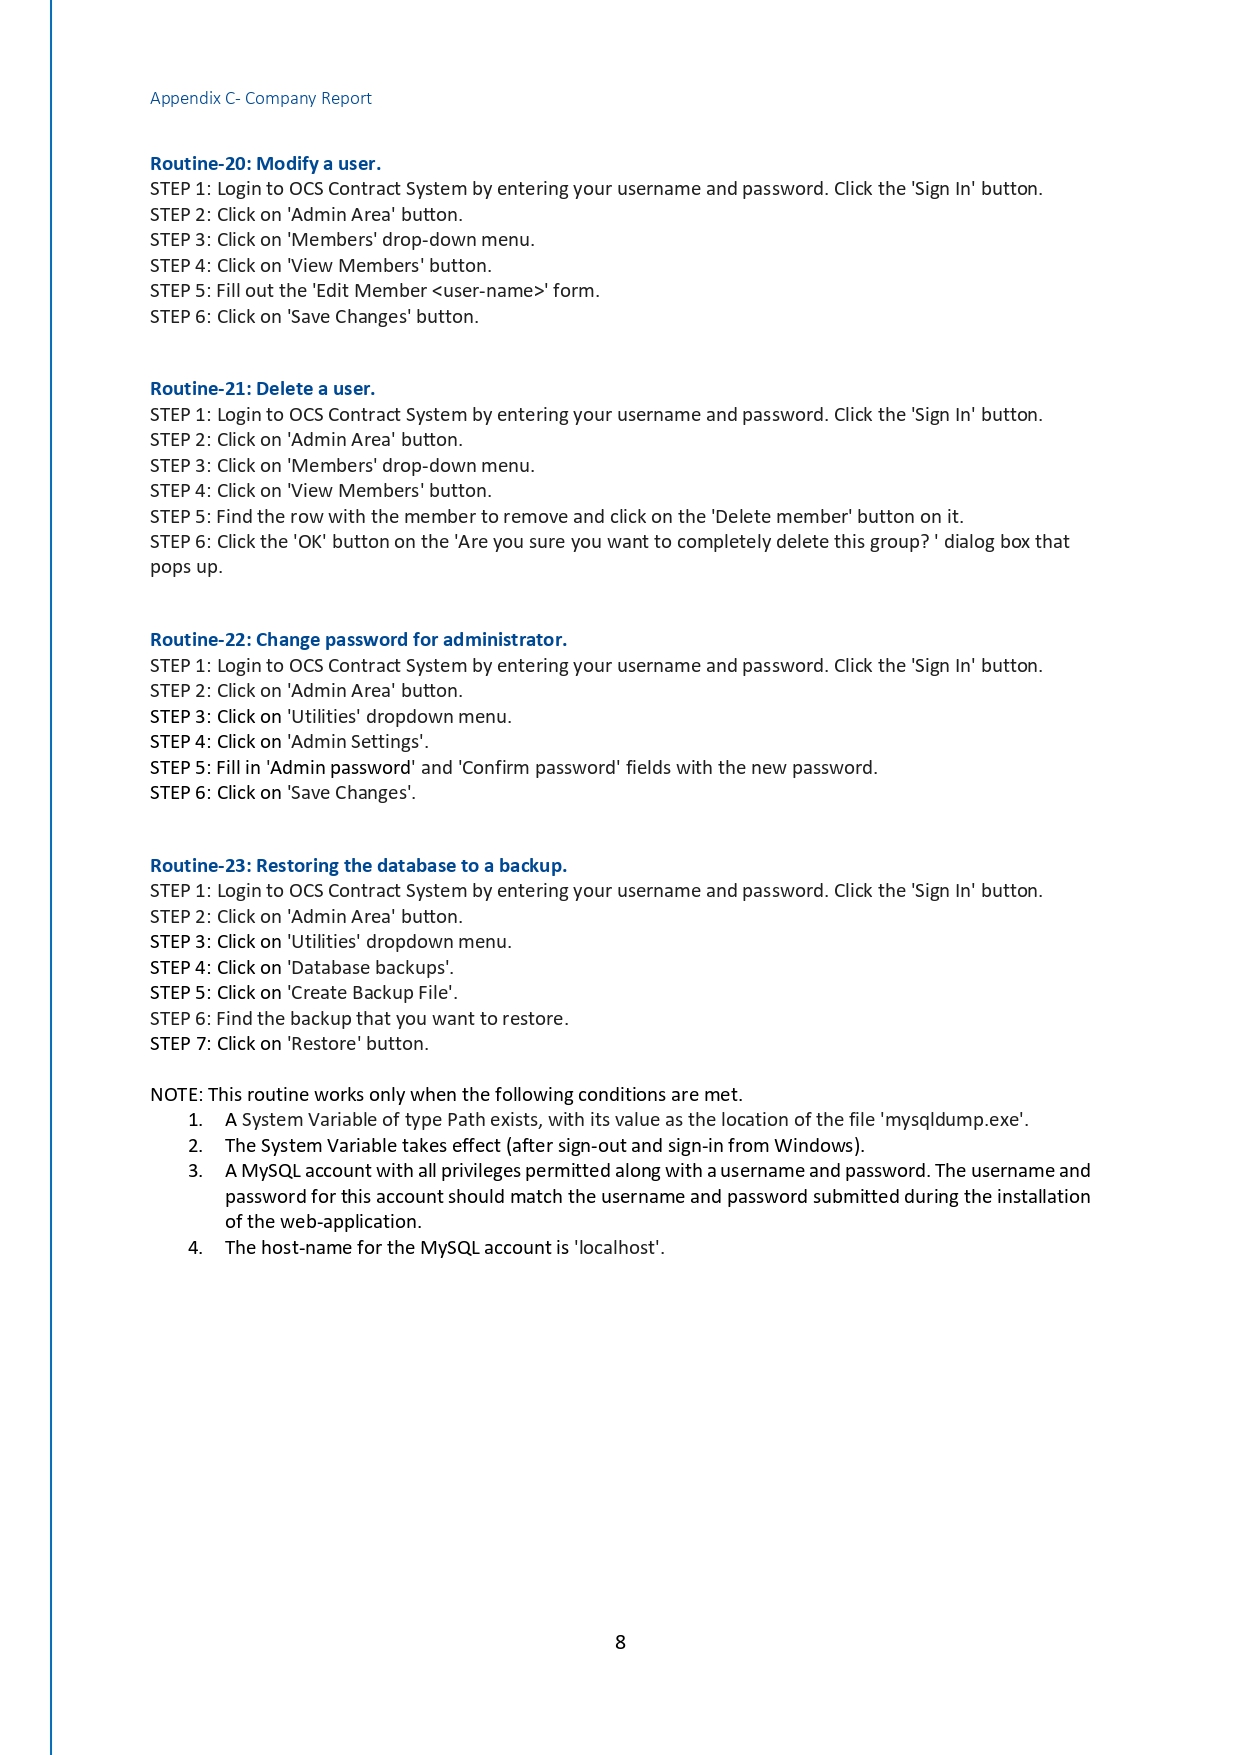 Appendix C- Company Report
Routine-20: Modify a user.
STEP 1: Login to OCS Contract System by entering your username and password. Click the 'Sign In' button.
STEP 2: Click on 'Admin Area' button.
STEP 3: Click on 'Members' drop-down menu.
STEP 4: Click on 'View Members' button.
STEP 5: Fill out the 'Edit Member <user-name>' form.
STEP 6: Click on 'Save Changes' button.
Routine-21: Delete a user.
STEP 1: Login to OCS Contract System by entering your username and password. Click the 'Sign In' button.
STEP 2: Click on 'Admin Area' button.
STEP 3: Click on 'Members' drop-down menu.
STEP 4: Click on 'View Members' button.
STEP 5: Find the row with the member to remove and click on the 'Delete member' button on it.
STEP 6: Click the 'OK' button on the 'Are you sure you want to completely delete this group? ' dialog box that
pops up.
Routine-22: Change password for administrator.
STEP 1: Login to OCS Contract System by entering your username and password. Click the 'Sign In' button.
STEP 2: Click on 'Admin Area' button.
STEP 3: Click on 'Utilities' dropdown menu.
STEP 4: Click on 'Admin Settings'.
STEP 5: Fill in 'Admin password' and 'Confirm password' fields with the new password.
STEP 6: Click on 'Save Changes'.
Routine-23: Restoring the database to a backup.
STEP 1: Login to OCS Contract System by entering your username and password. Click the 'Sign In' button.
STEP 2: Click on 'Admin Area' button.
STEP 3: Click on 'Utilities' dropdown menu.
STEP 4: Click on 'Database backups'.
STEP 5: Click on 'Create Backup File'.
STEP 6: Find the backup that you want to restore.
STEP 7: Click on 'Restore' button.
NOTE: This routine works only when the following conditions are met.
1. A System Variable of type Path exists, with its value as the location of the file 'mysqldump.exe'.
2. The System Variable takes effect (after sign-out and sign-in from Windows).
3. A MySQL account with all privileges permitted along with a username and password. The username and
password for this account should match the username and password submitted during the installation
of the web-application.
4. The host-name for the MySQL account is 'localhost'.
8